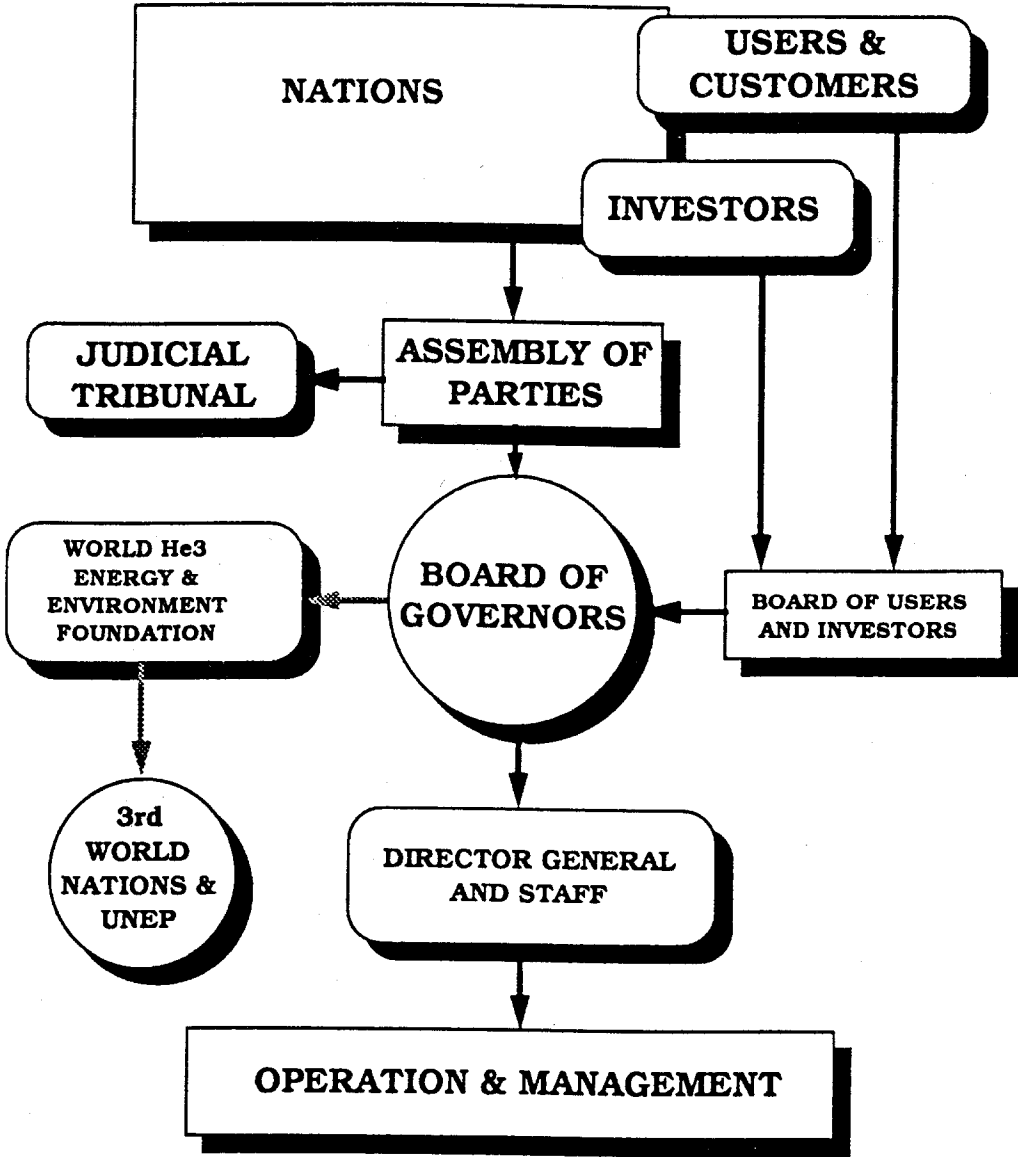 NATIONS
USERS &
CUSTOMERS
INVESTORS
JUDICIAL
TRIBUNAL
ASSEMBLY OF
PARTIES
WORLD He3
ENERGY &
ENVIRONMENT
FOUNDATION
BOARD OF
GOVERNORS
BOARD OF USERS
AND INVESTORS
3rd
WORLD
NATIONS &
UNEP
DIRECTOR GENERAL
AND STAFF
OPERATION & MANAGEMENT